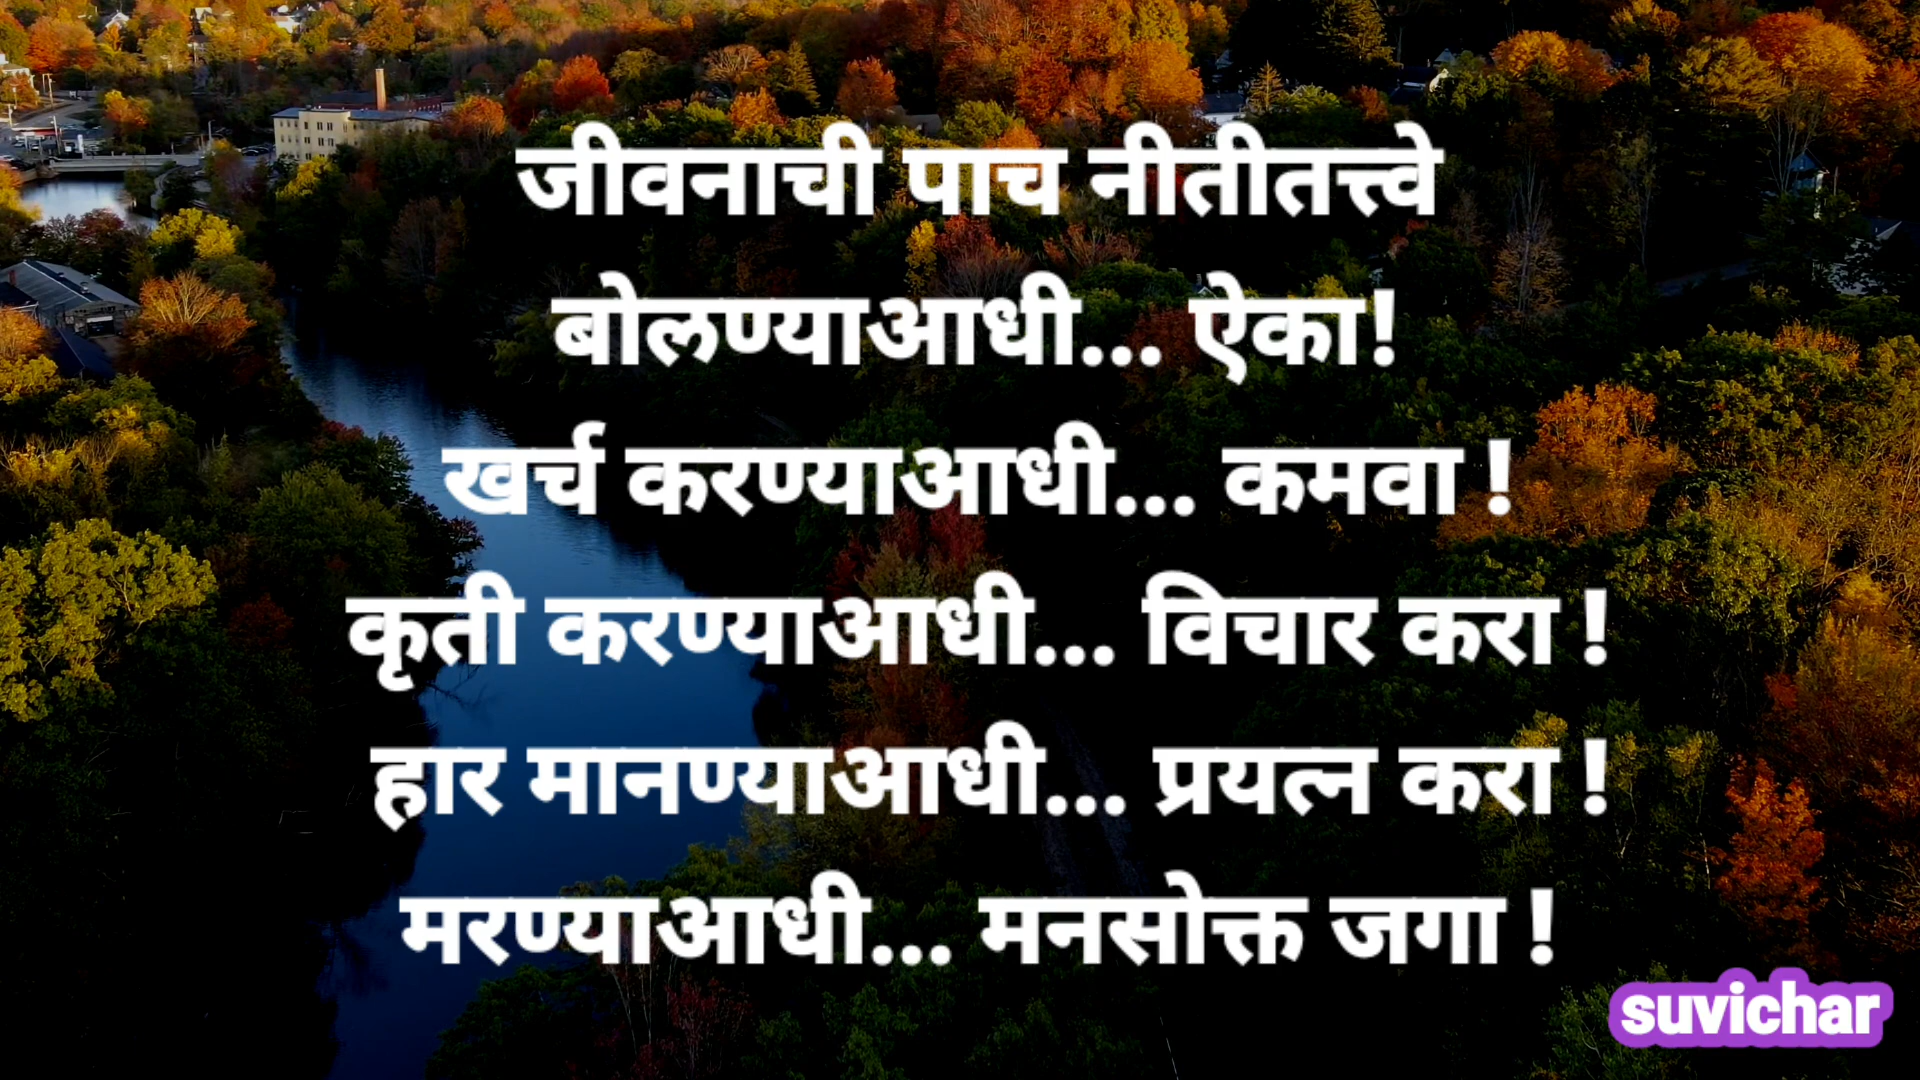 जीवनाची पाच नीतीतत्त्वे
बोलण्याआधी... ऐका!
खर्च करण्याआधी... कमवा !
कृती करण्याआधी... विचार करा !
हार मानण्याआधी... प्रयत्न करा !
मरण्याआधी... मनसोक्त जगा !
suvichar